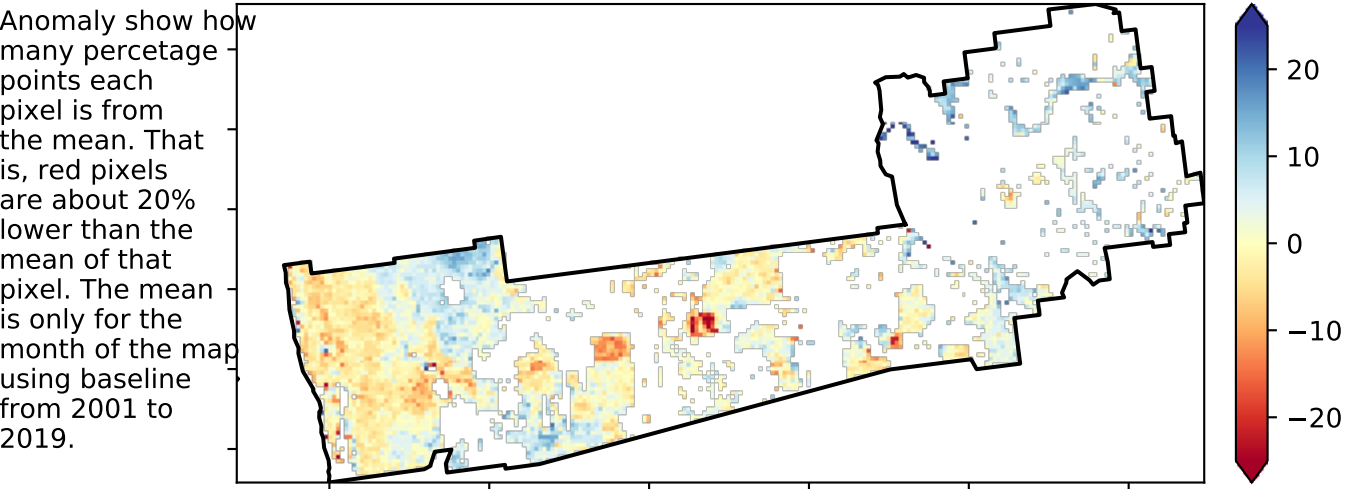 Anomaly show how
many percetage
points each
pixel is from
the mean. That
is, red pixels
are about 20%
lower than the
mean of that
pixel. The mean
is only for the
month of the map
using baseline
from 2001 to
2019.
20
10
0
−10
−20